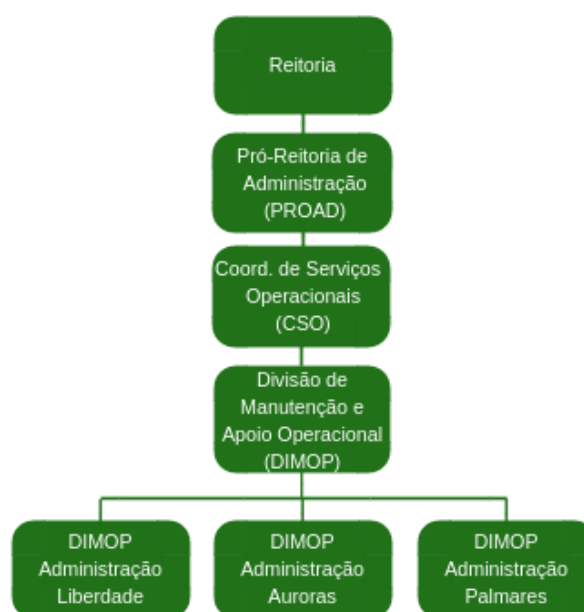 Reitoria
Pró-Reitoria de
Administração
(PROAD)
Coord. de Serviços
Operacionais
(CSO)
Divisão de
Manutenção e
Apoio Operacional
(DIMOP)
DIMOP
Administração
Liberdade
DIMOP
Administração
Auroras
DIMOP
Administração
Palmares